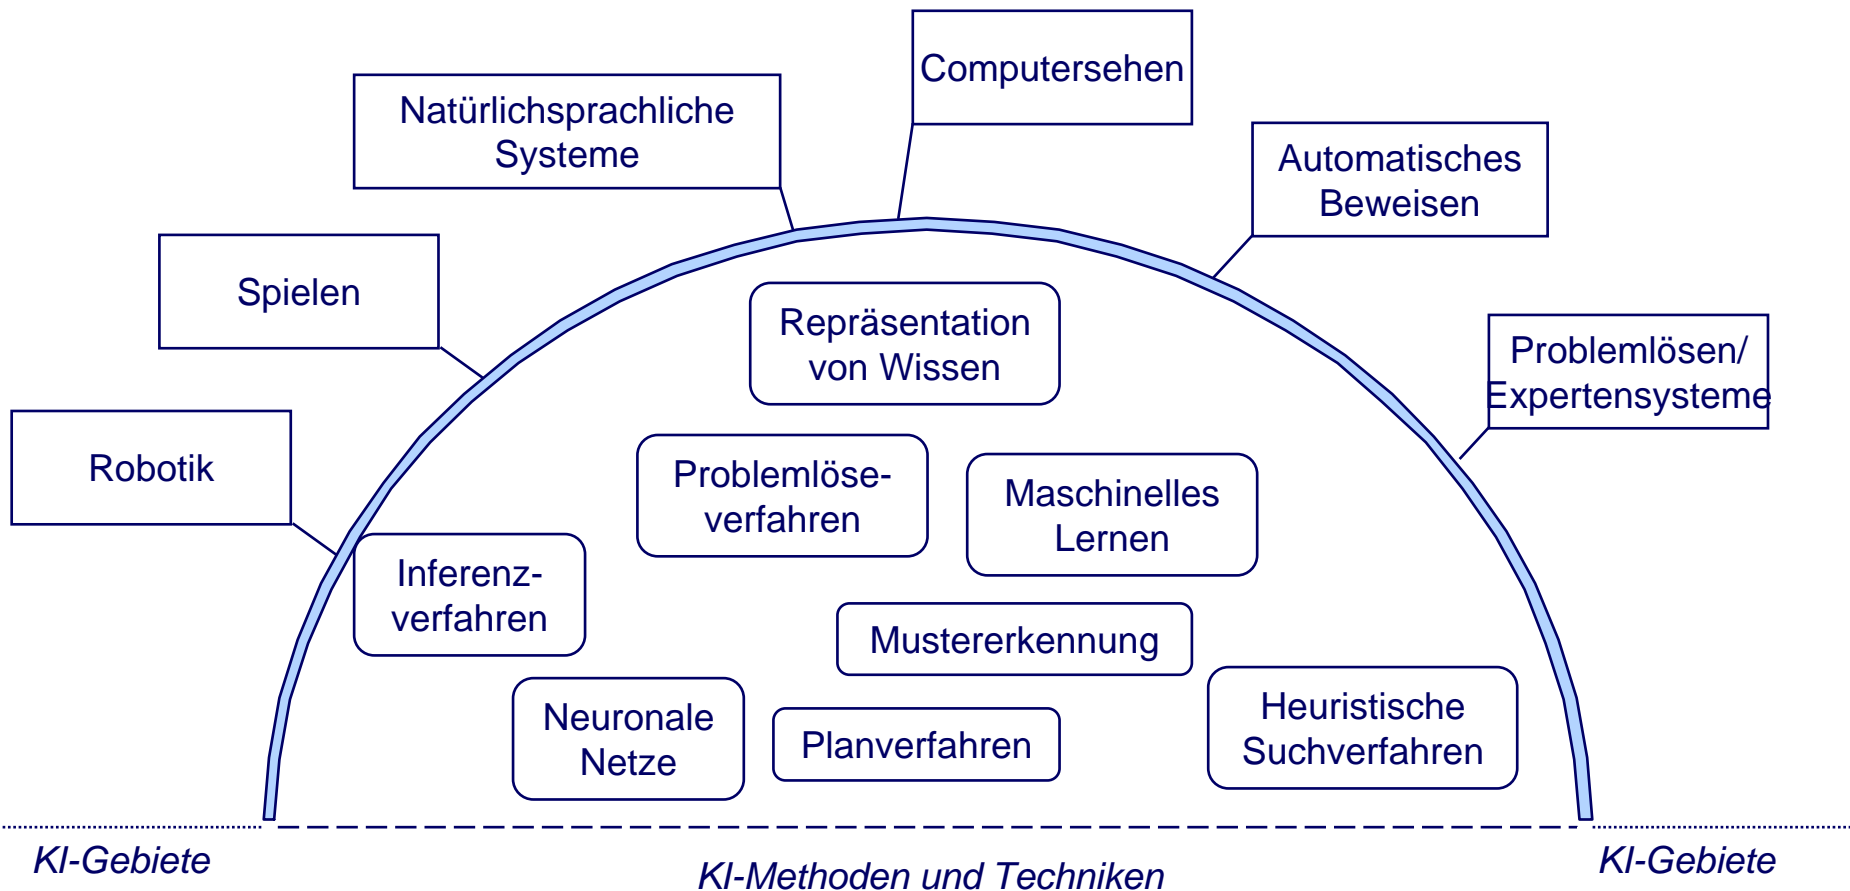 Computersehen
Natürlichsprachliche
Systeme
Automatisches
Beweisen
Spielen
Repräsentation
von Wissen
Problemlösen/
Expertensysteme
Robotik
Problemlöse-
verfahren
Maschinelles
Lernen
Inferenz-
verfahren
Mustererkennung
Neuronale
Netze
Planverfahren
Heuristische
Suchverfahren
KI-Gebiete
KI-Methoden und Techniken
KI-Gebiete